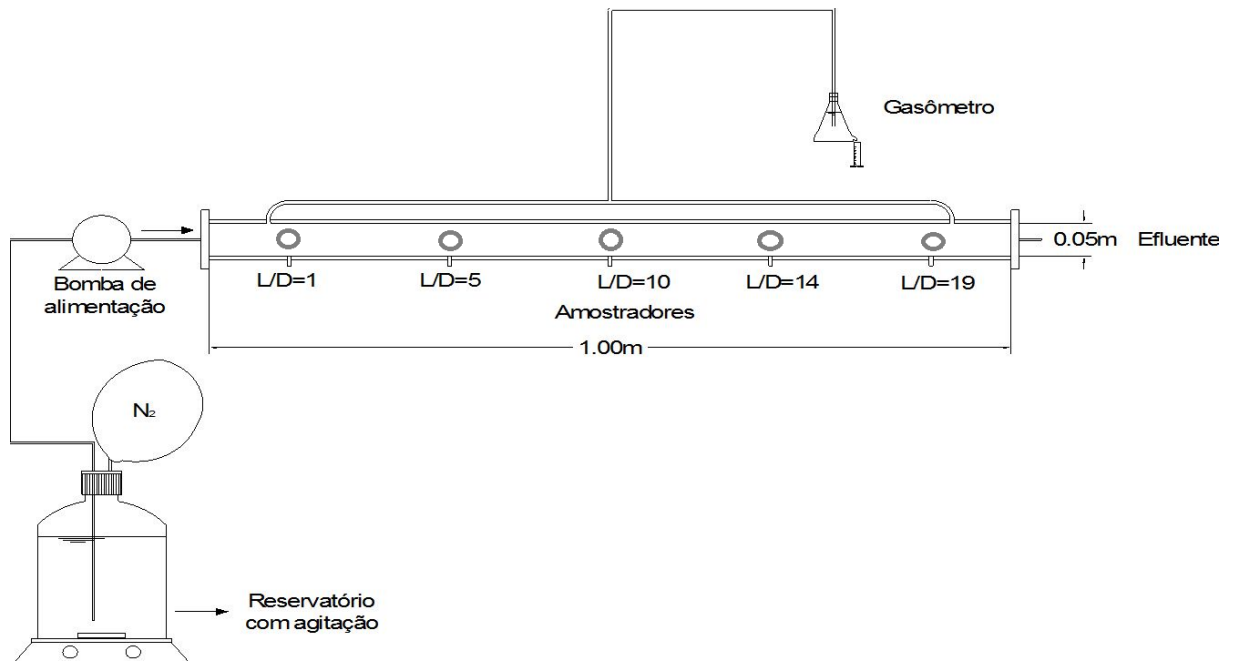 Gasômetro
Bomba de
alimentação
L/D=1
L/D=5
L/D=10
L/D=14
L/D=19
0.05m
Efluente
Amostradores
1.00m
N₂
Reservatório
com agitação